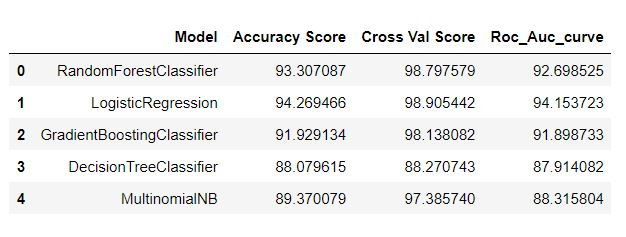 Model Accuracy Score Cross Val Score Roc_Auc_curve
0 RandomForestClassifier 93.307087 98.797579 92.698525
1 LogisticRegression 94.269466 98.905442 94.153723
2 GradientBoostingClassifier 91.929134 98.138082 91.898733
3 DecisionTreeClassifier 88.079615 88.270743 87.914082
4 MultinomialNB 89.370079 97.385740 88.315804